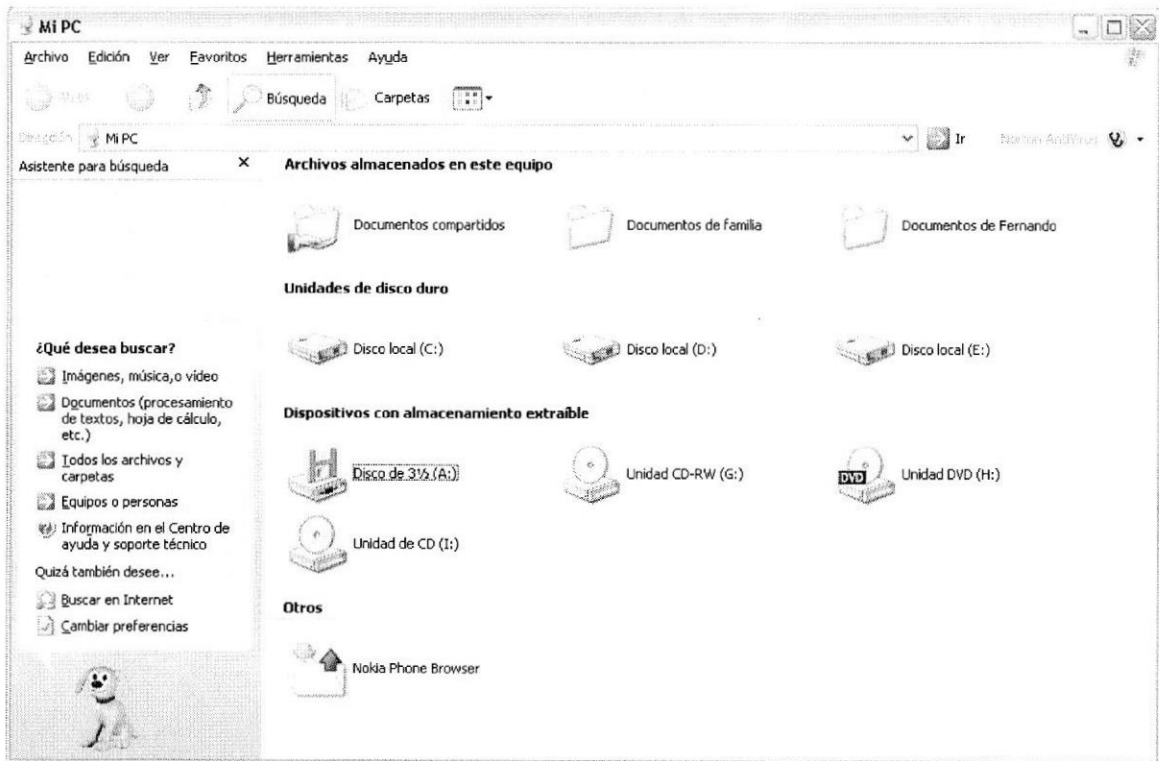 Mi PC
Archivo Edición Ver Favoritos Herramientas Ayuda
Búsqueda Carpetas
Dirección Mi PC Ir Norton AntiVirus
Asistente para búsqueda
Archivos almacenados en este equipo
Documentos compartidos Documentos de familia Documentos de Fernando
Unidades de disco duro
¿Qué desea buscar?
Disco local (C:) Disco local (D:) Disco local (E:)
Imágenes, música,o vídeo
Documentos (procesamiento
de textos, hoja de cálculo,
etc.)
Dispositivos con almacenamiento extraíble
Todos los archivos y
carpetas
Disco de 3½ (A:) Unidad CD-RW (G:) DVD Unidad DVD (H:)
Equipos o personas
Información en el Centro de
ayuda y soporte técnico
Unidad de CD (I:)
Quizá también desee...
Buscar en Internet
Cambiar preferencias
Otros
Nokia Phone Browser